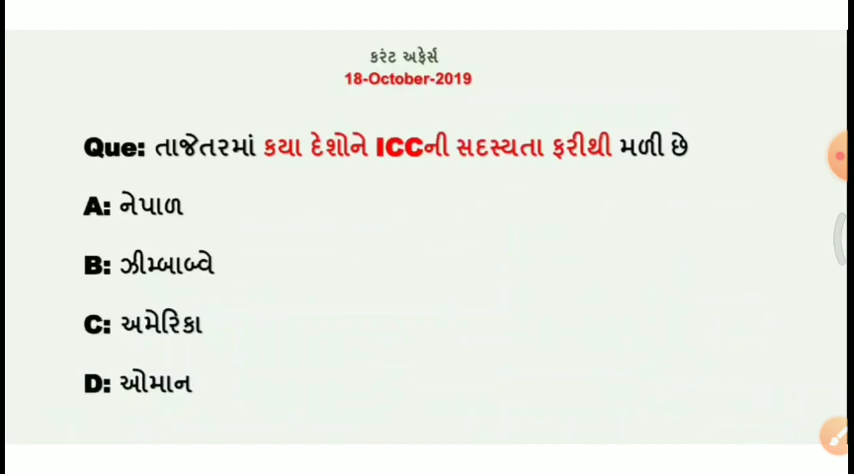 કરંટ અફેર્સ
18-October-2019
Que: તાજેતરમાં કયા દેશોને ICCની સદસ્યતા ફરીથી મળી છે
A: નેપાળ
B: ઝીમ્બાબ્વે
C: અમેરિકા
D: ઓમાન